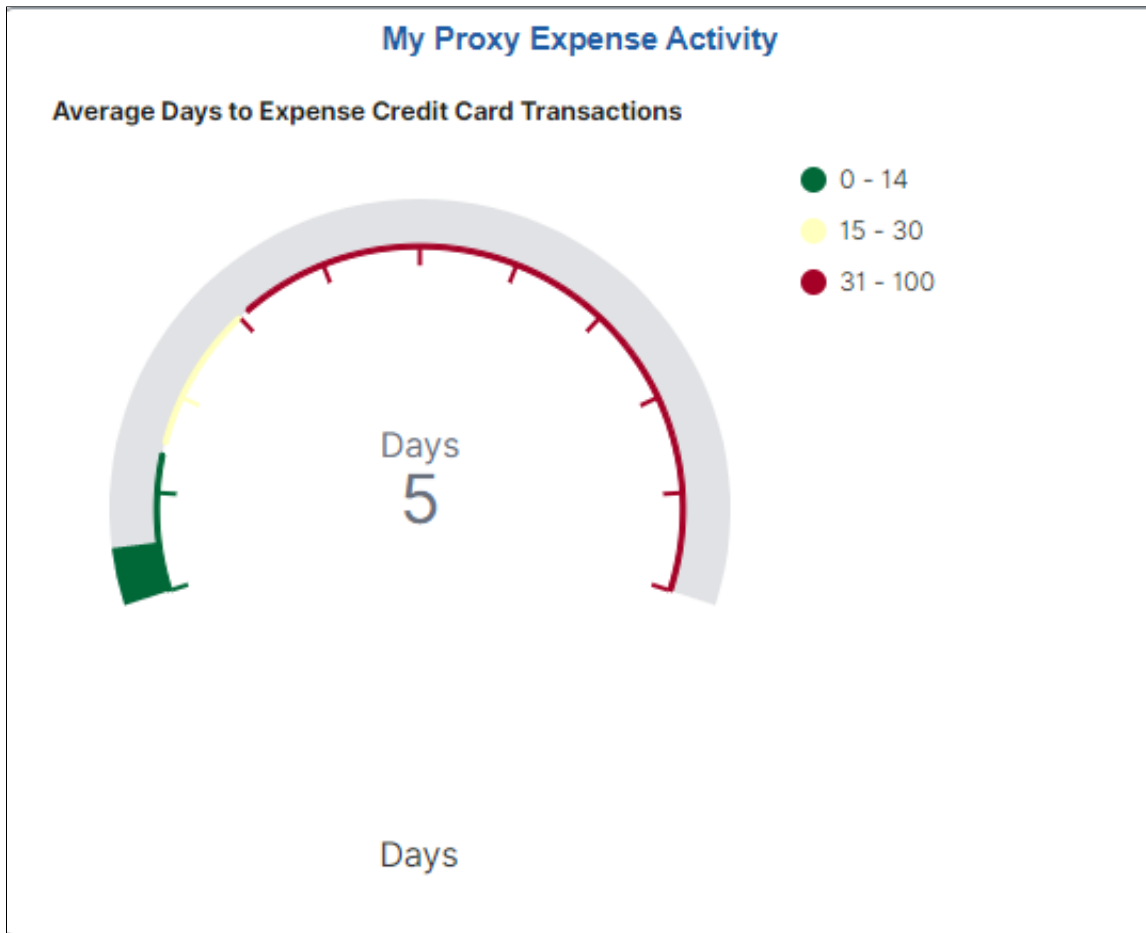 My Proxy Expense Activity
Average Days to Expense Credit Card Transactions
0 - 14
15 - 30
31 - 100
Days
5
Days